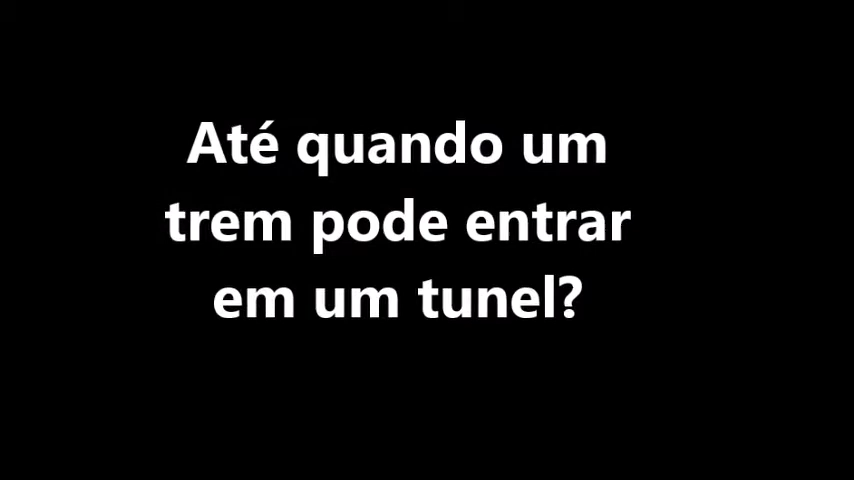 Até quando um
trem pode entrar
em um tunel?